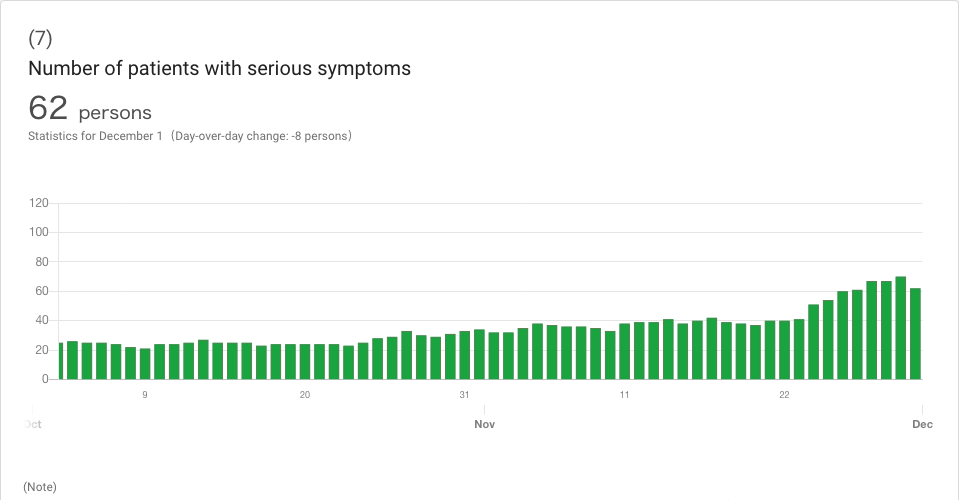 (7)
Number of patients with serious symptoms
62 persons
Statistics for December 1 (Day-over-day change: -8 persons)
120
100
80
60
40
20
0
9 20 31 11 22
Oct Nov Dec
(Note)